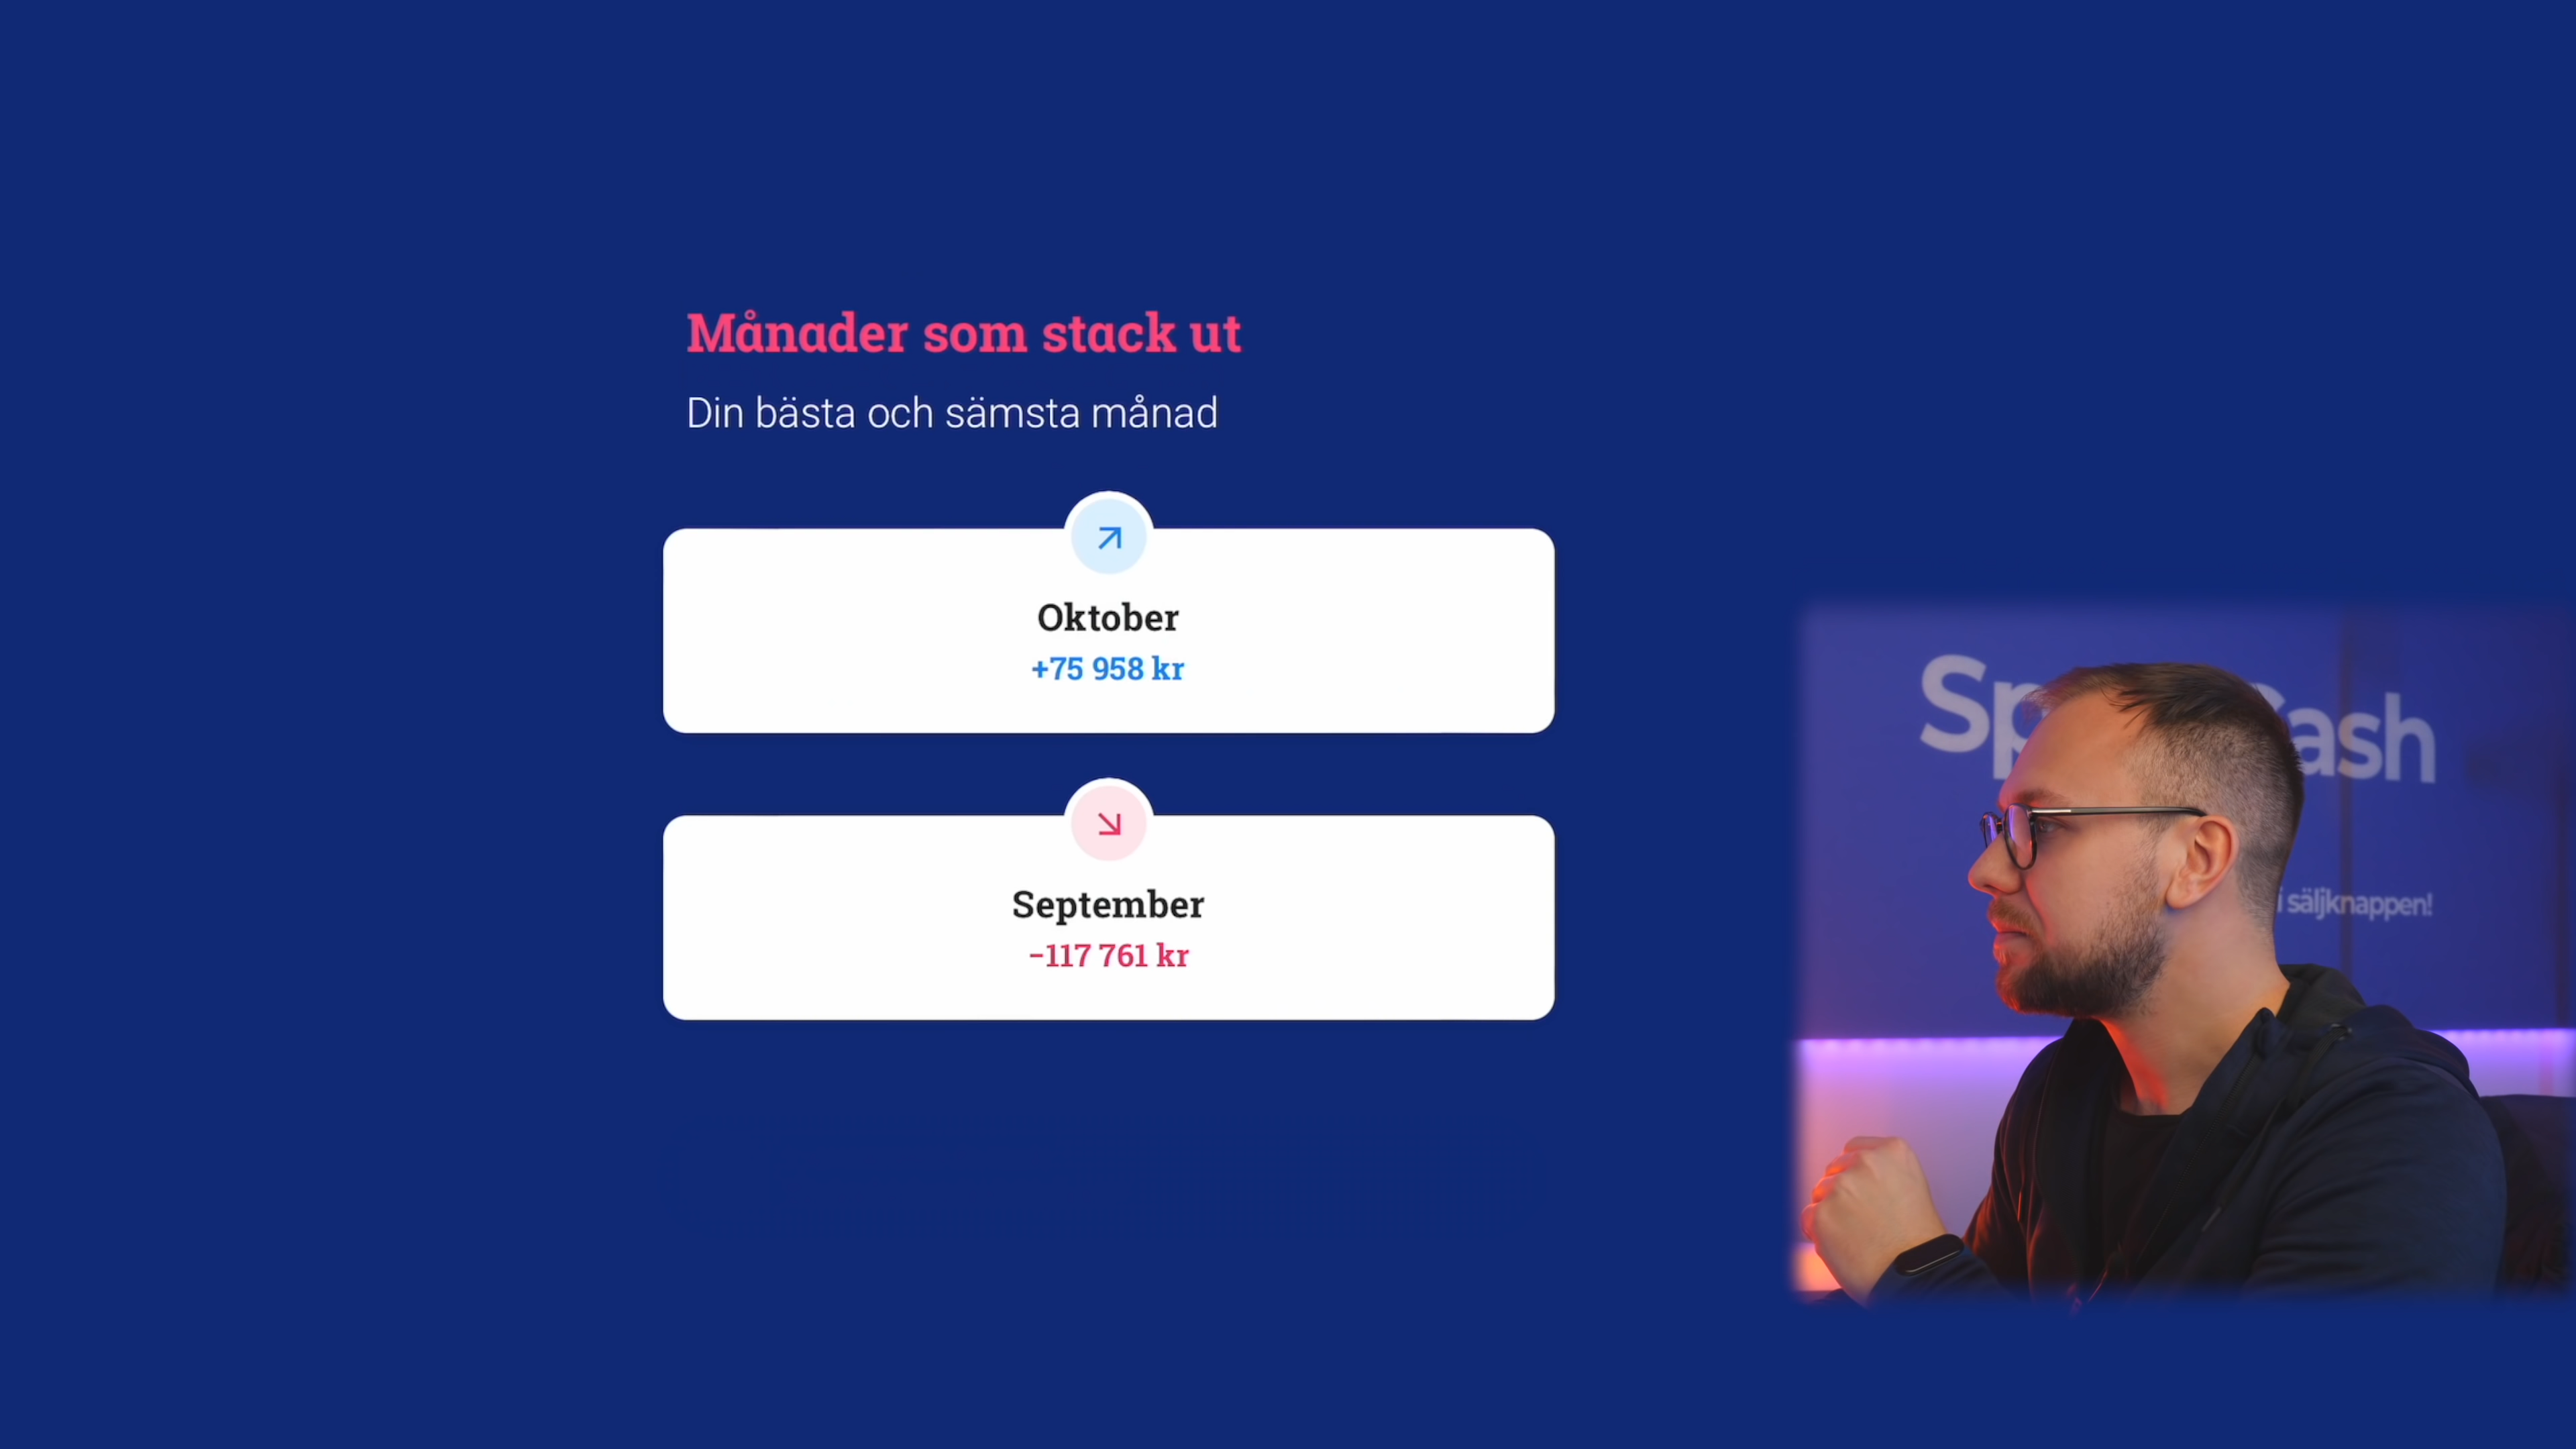 Månader som stack ut
Din bästa och sämsta månad
Oktober
+75 958 kr
September
-117 761 kr
i säljknappen!